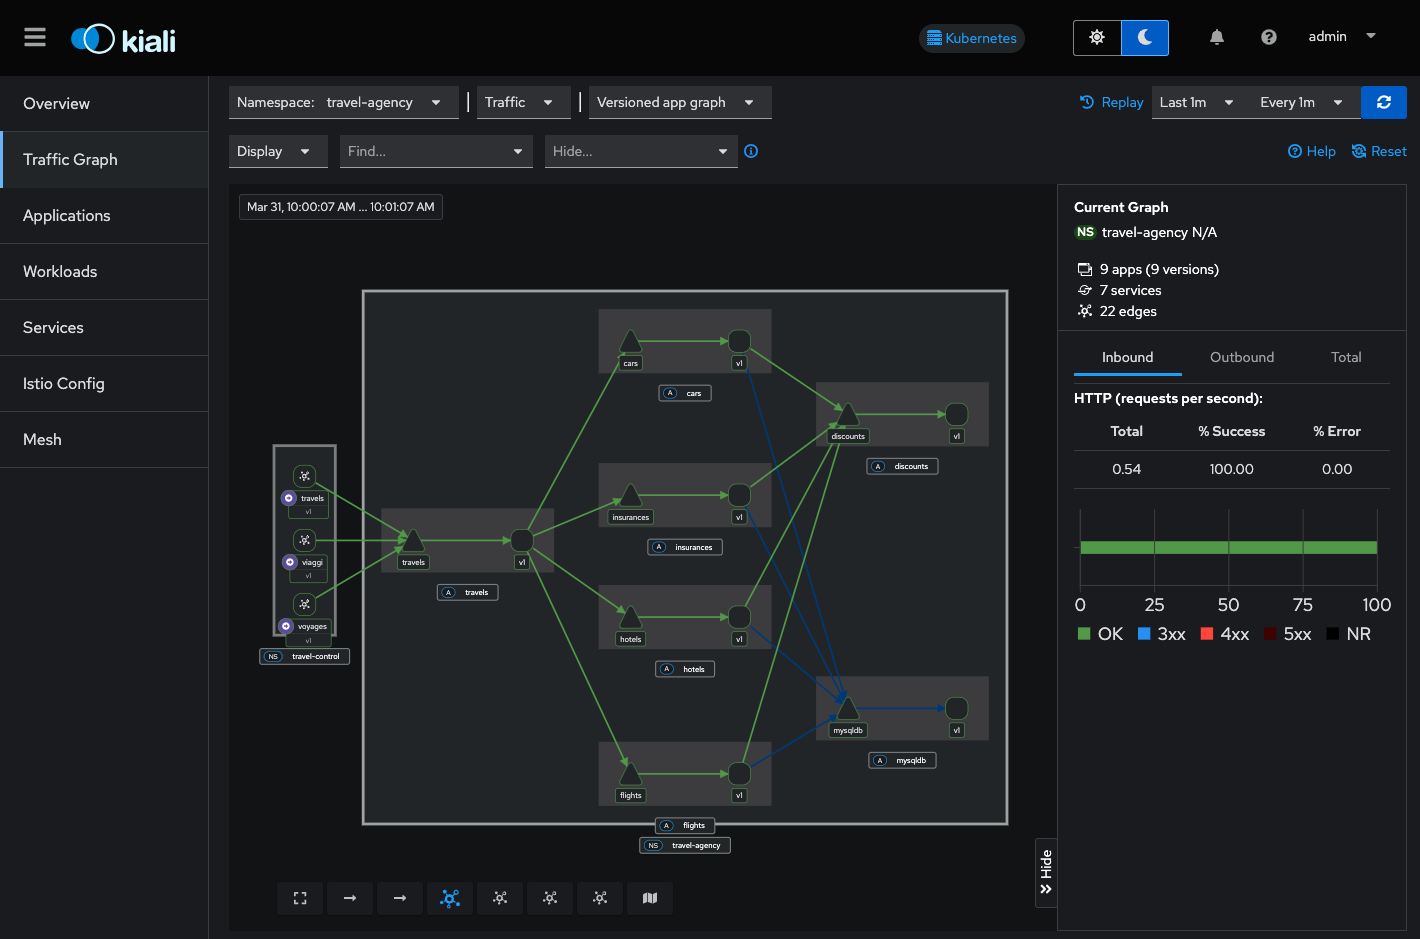 kiali
Kubernetes
admin
Overview
Traffic Graph
Applications
Workloads
Services
Istio Config
Mesh
Namespace: travel-agency
Traffic
Versioned app graph
Replay
Last 1m
Every 1m
Display
Find...
Hide...
Help
Reset
Mar 31, 10:00:07 AM ... 10:01:07 AM
cars
v1
A cars
discounts
v1
A discounts
travels
v1
viaggi
v1
voyages
v1
NS travel-control
travels
v1
A travels
insurances
v1
A insurances
hotels
v1
A hotels
mysqldb
v1
A mysqldb
flights
v1
A flights
NS travel-agency
Hide
Current Graph
NS travel-agency N/A
9 apps (9 versions)
7 services
22 edges
Inbound Outbound Total
HTTP (requests per second):
Total % Success % Error
0.54 100.00 0.00
0 25 50 75 100
OK 3xx 4xx 5xx NR